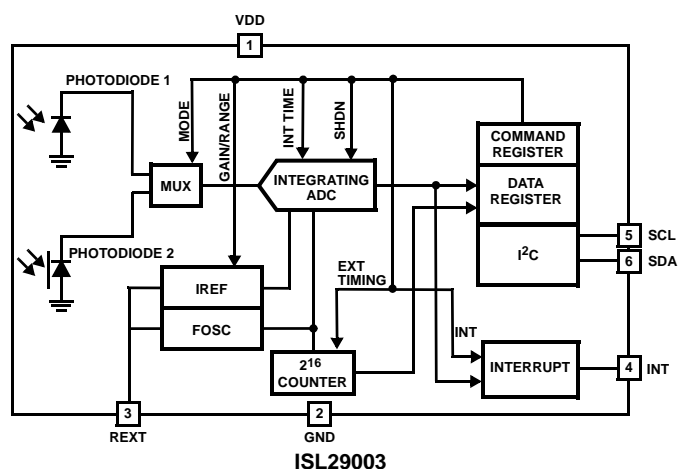 VDD
1
PHOTODIODE 1
MODE
GAIN/RANGE
INT TIME
SHDN
COMMAND
REGISTER
MUX
INTEGRATING
ADC
DATA
REGISTER
5
SCL
I²C
6
SDA
PHOTODIODE 2
EXT
TIMING
IREF
FOSC
INT
2¹⁶
COUNTER
INTERRUPT
4
INT
3
REXT
2
GND
ISL29003